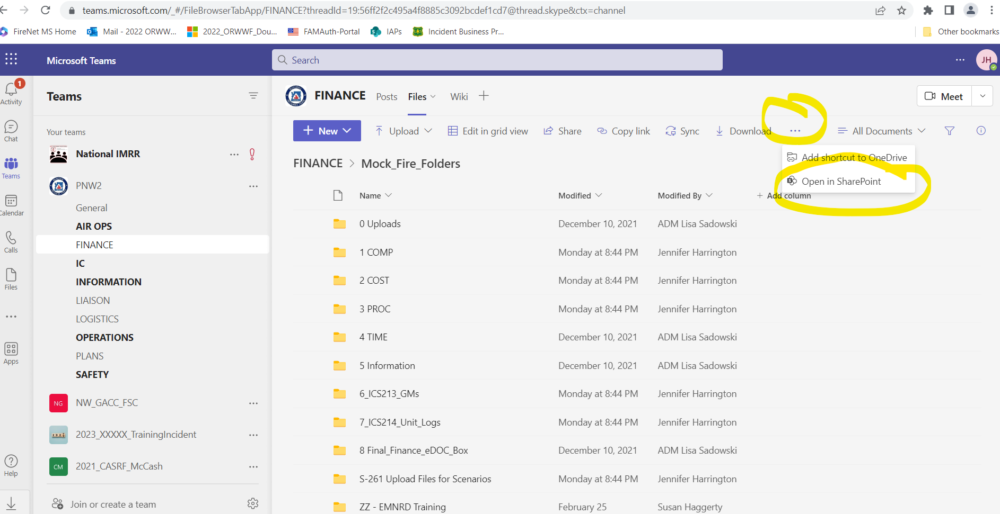 teams.microsoft.com/_#/FileBrowserTabApp/FINANCE?threadId=19:56ff2f2c495a4f8885c3092bcdef1cd7@thread.skype&ctx=channel
FireNet MS Home Mail - 2022 ORWW... 2022_ORWWF_Dou... FAMAuth-Portal IAPs Incident Business Pr... Other bookmarks
Microsoft Teams Search JH
1
Activity
Chat
Teams
Calendar
Calls
Files
Apps
Help
Teams
Your teams
National IMRR
PNW2
General
AIR OPS
FINANCE
IC
INFORMATION
LIAISON
LOGISTICS
OPERATIONS
PLANS
SAFETY
NG NW_GACC_FSC
2023_XXXXX_TrainingIncident
CM 2021_CASRF_McCash
Join or create a team
FINANCE Posts Files Wiki Meet
New Upload Edit in grid view Share Copy link Sync Download ... All Documents
Add shortcut to OneDrive
Open in SharePoint
FINANCE > Mock_Fire_Folders
Name Modified Modified By + Add column
0 Uploads December 10, 2021 ADM Lisa Sadowski
1 COMP Monday at 8:44 PM Jennifer Harrington
2 COST Monday at 8:44 PM Jennifer Harrington
3 PROC Monday at 8:44 PM Jennifer Harrington
4 TIME December 10, 2021 ADM Lisa Sadowski
5 Information December 10, 2021 ADM Lisa Sadowski
6_ICS213_GMs Monday at 8:44 PM Jennifer Harrington
7_ICS214_Unit_Logs Monday at 8:44 PM Jennifer Harrington
8 Final_Finance_eDOC_Box December 10, 2021 ADM Lisa Sadowski
S-261 Upload Files for Scenarios Monday at 8:44 PM Jennifer Harrington
ZZ - EMNRD Training February 25 Susan Haggerty